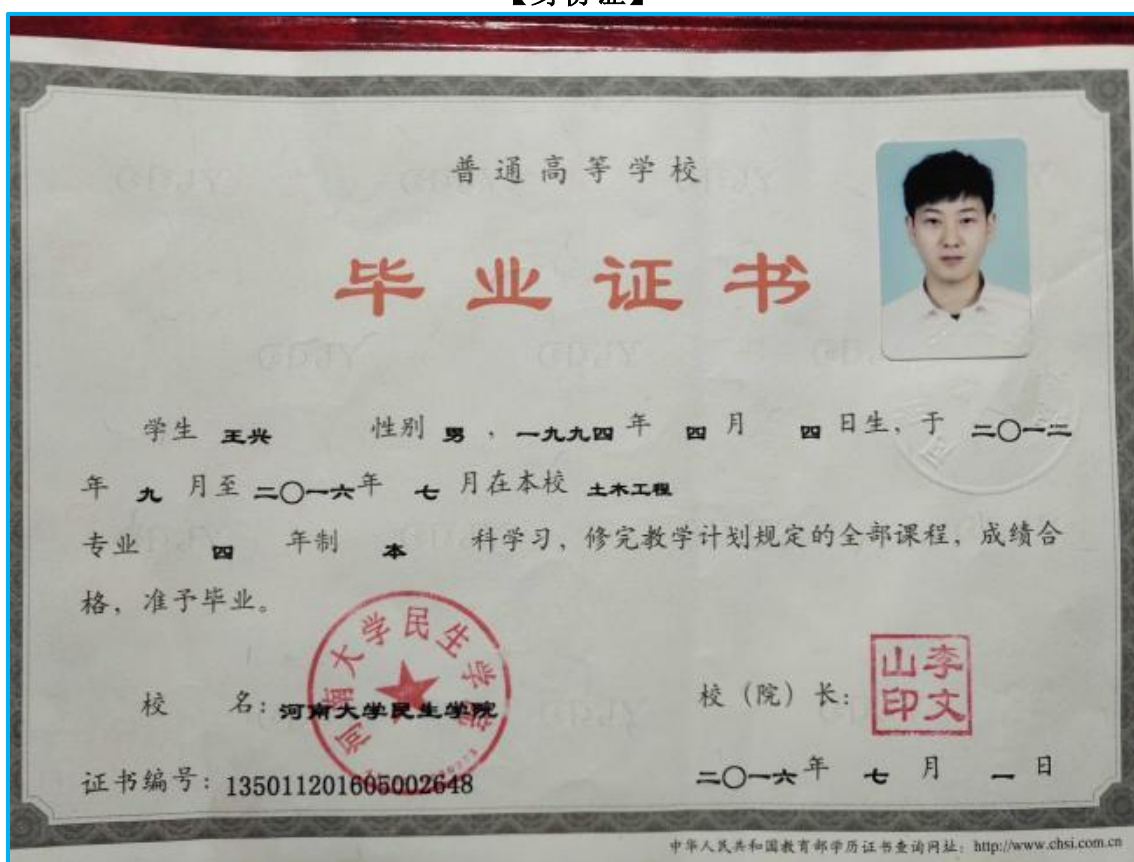 【身份证】
普通高等学校
毕业证书
学生 王兴 性别 男 ,一九九四 年 四 月 四 日生,于 二〇一二
年 九 月至 二〇一六 年 七 月在本校 土木工程
专业 四 年制 本 科学习,修完教学计划规定的全部课程,成绩合
格,准予毕业。
河南大学民生学院
校 名:河南大学民生学院
校(院)长:
李文山印
证书编号:135011201605002648
二〇一六 年 七 月 一 日
中华人民共和国教育部学历证书查询网址:http://www.chsi.com.cn